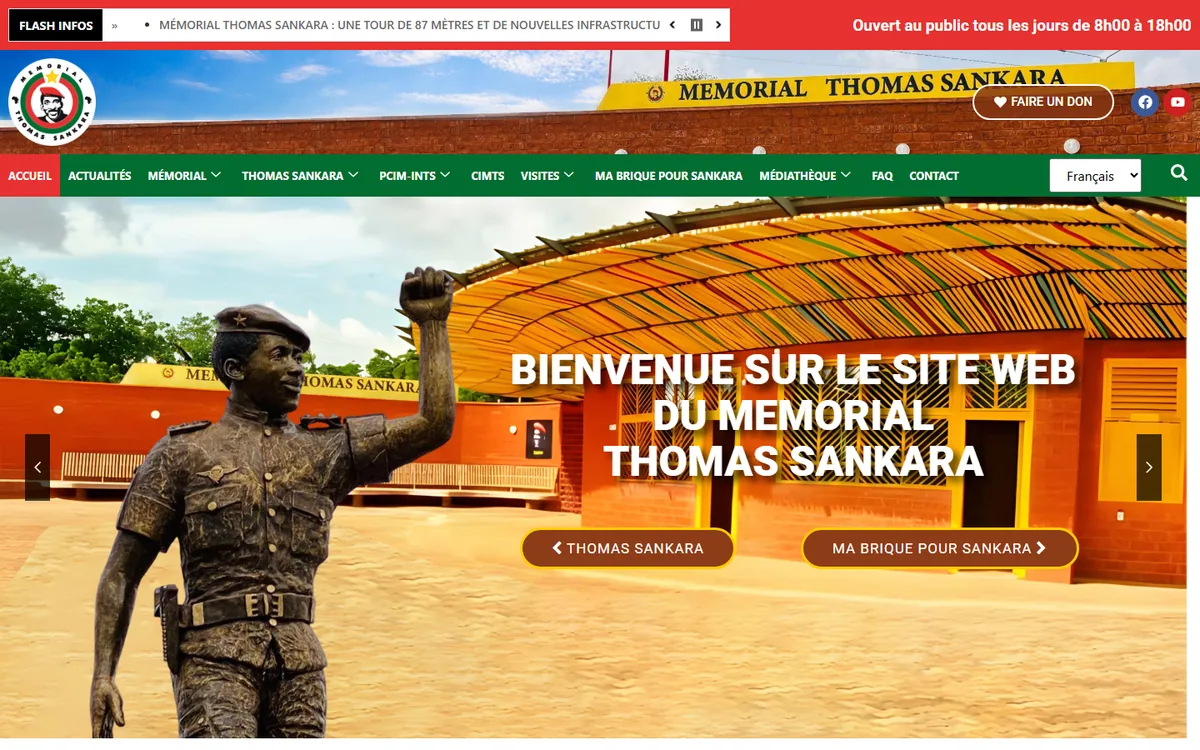 FLASH INFOS
»
• MÉMORIAL THOMAS SANKARA : UNE TOUR DE 87 MÈTRES ET DE NOUVELLES INFRASTRUCTU
Ouvert au public tous les jours de 8h00 à 18h00
MEMORIAL
THOMAS SANKARA
MEMORIAL THOMAS SANKARA
FAIRE UN DON
ACCUEIL ACTUALITÉS MÉMORIAL THOMAS SANKARA PCIM-INTS CIMTS VISITES MA BRIQUE POUR SANKARA MÉDIATHÈQUE FAQ CONTACT
Français
MEM
HOMAS SANKARA
BIENVENUE SUR LE SITE WEB
DU MEMORIAL
THOMAS SANKARA
THOMAS SANKARA
MA BRIQUE POUR SANKARA